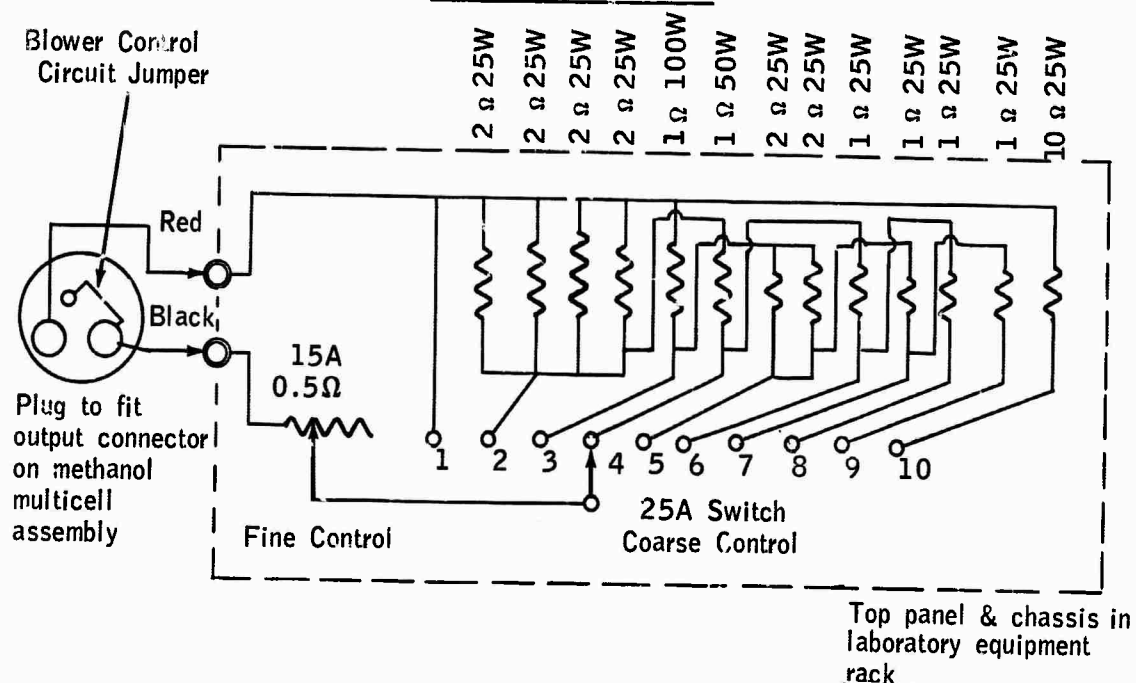 Blower Control
Circuit Jumper
2 Ω 25W
2 Ω 25W
2 Ω 25W
2 Ω 25W
1 Ω 100W
1 Ω 50W
2 Ω 25W
2 Ω 25W
1 Ω 25W
1 Ω 25W
1 Ω 25W
1 Ω 25W
10 Ω 25W
Red
Black
15A
0.5Ω
Plug to fit
output connector
on methanol
multicell
assembly
1
2
3
4
5
6
7
8
9
10
Fine Control
25A Switch
Coarse Control
Top panel & chassis in
laboratory equipment
rack